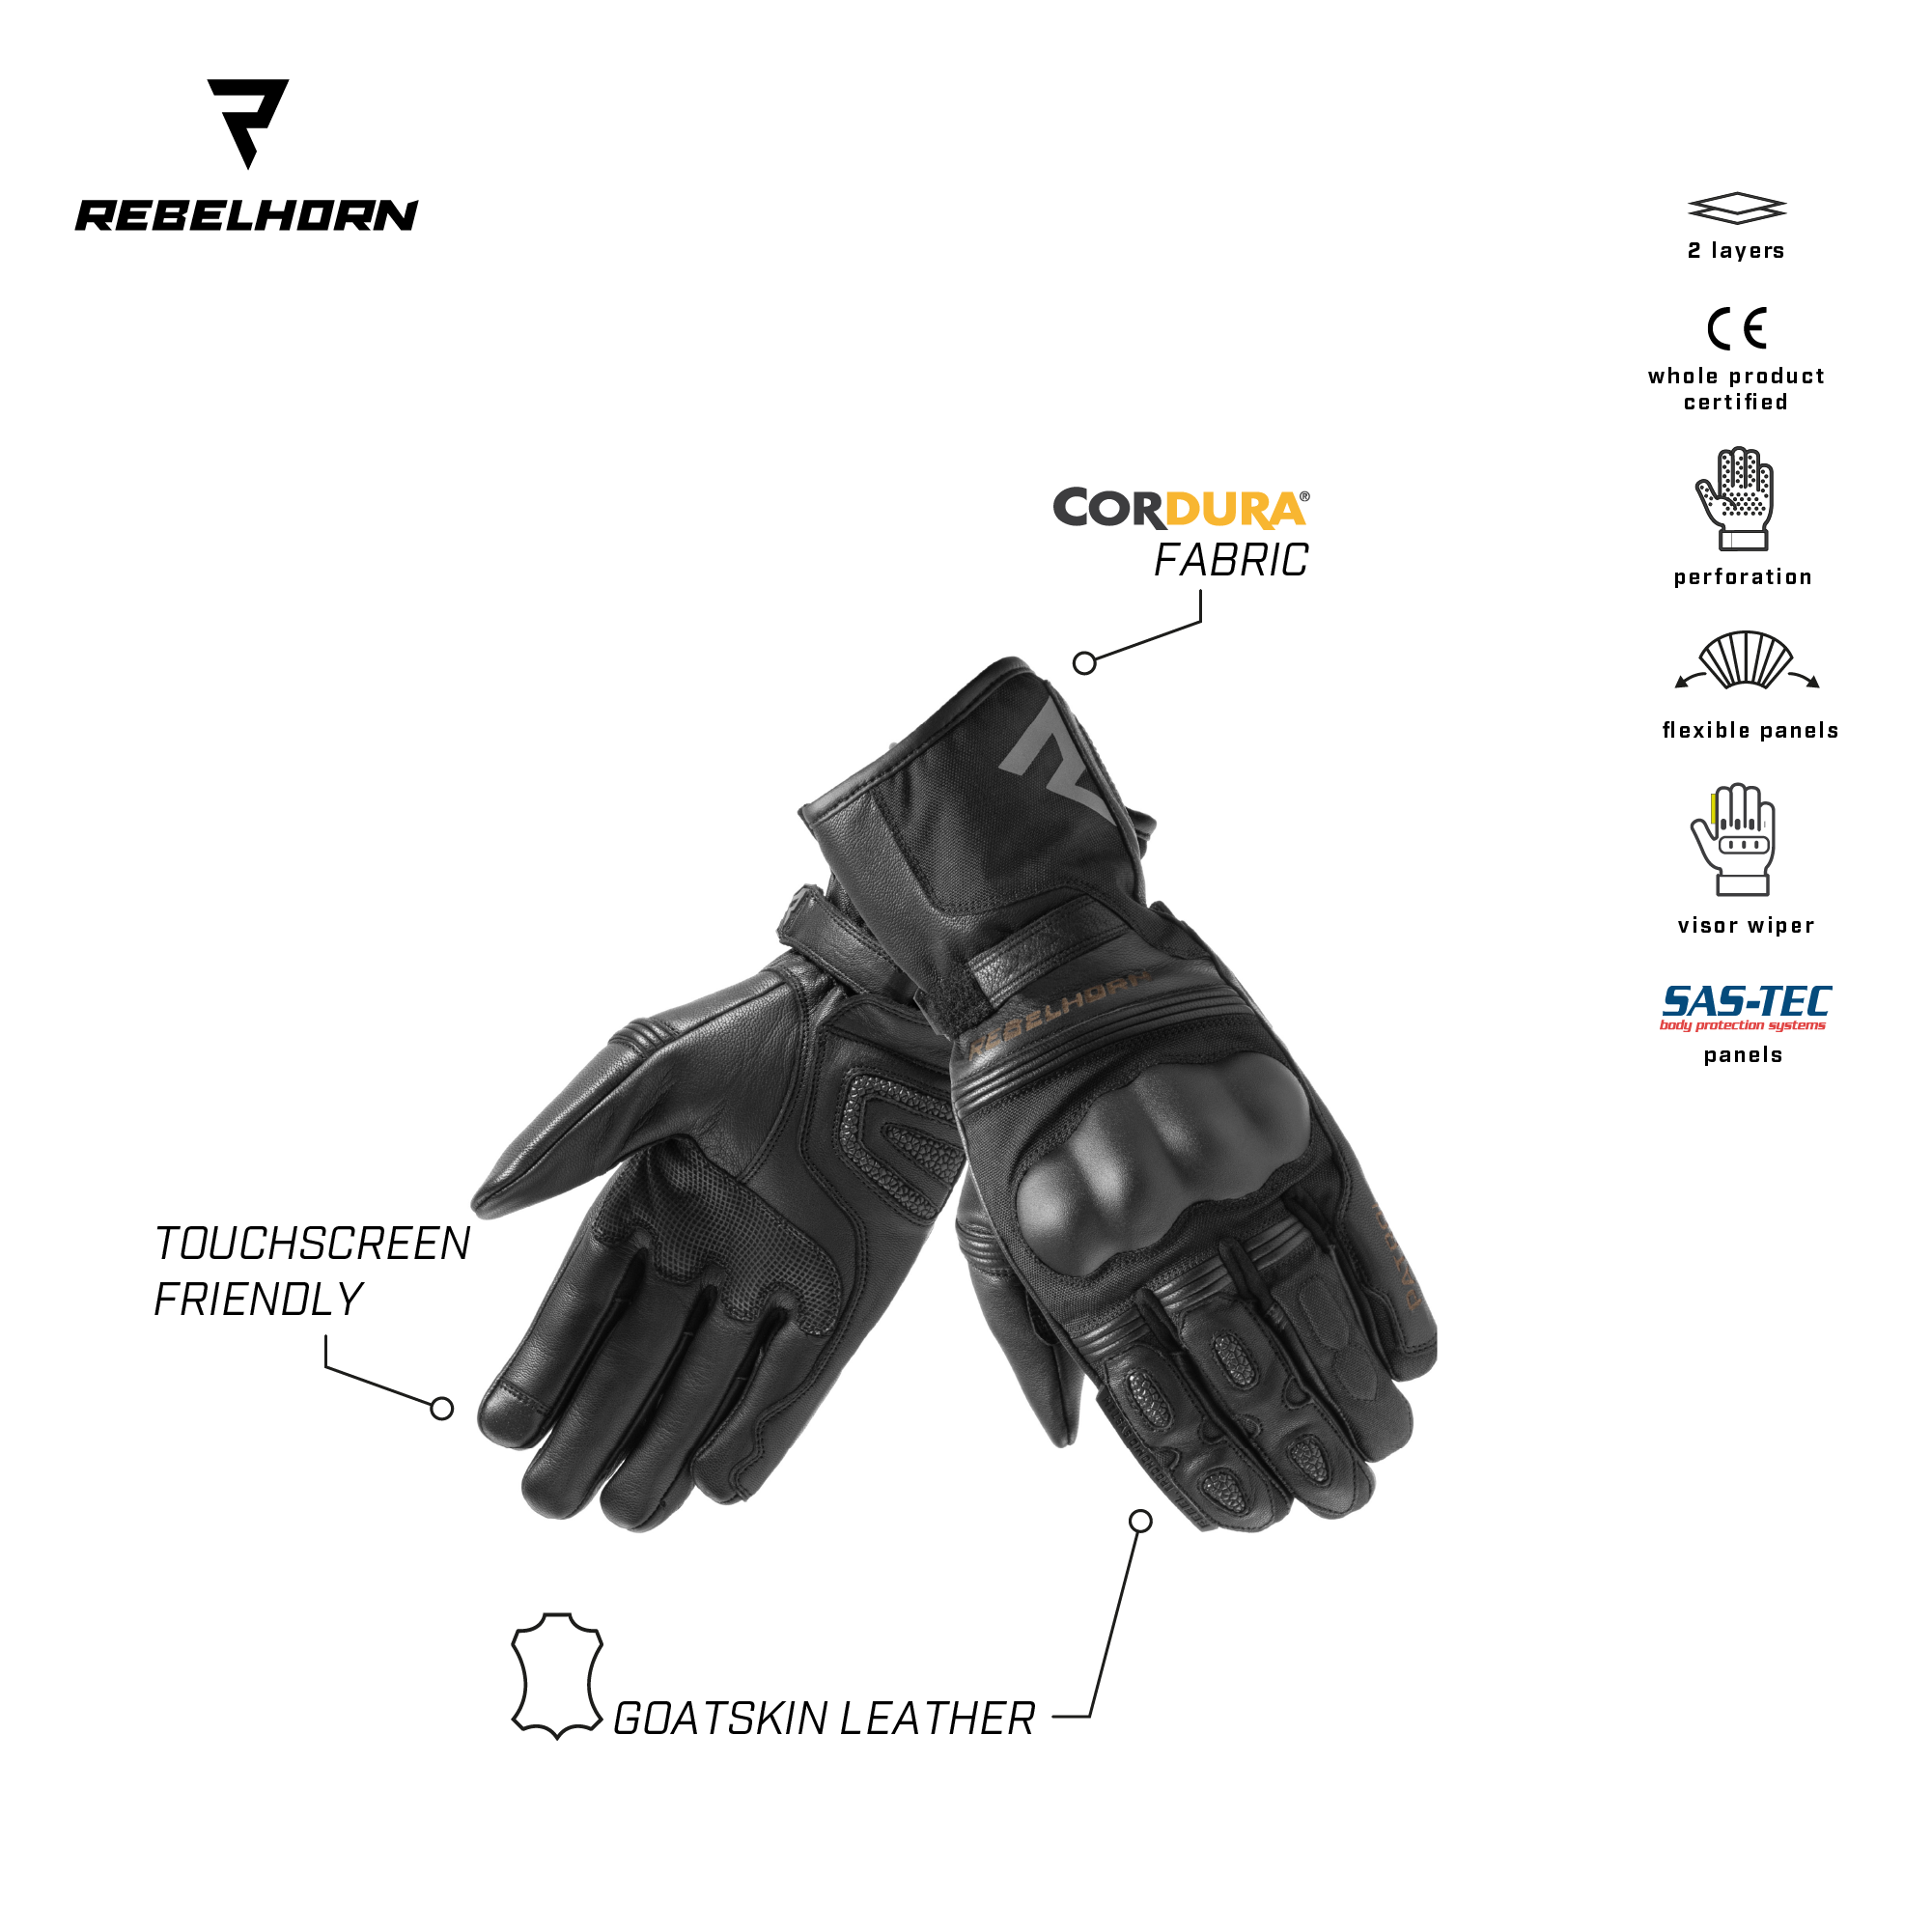 REBELHORN
2 layers
CE
whole product
certified
CORDURA®
FABRIC
perforation
flexible panels
visor wiper
SAS-TEC
body protection systems
panels
REBELHORN
TOUCHSCREEN
FRIENDLY
GOATSKIN LEATHER